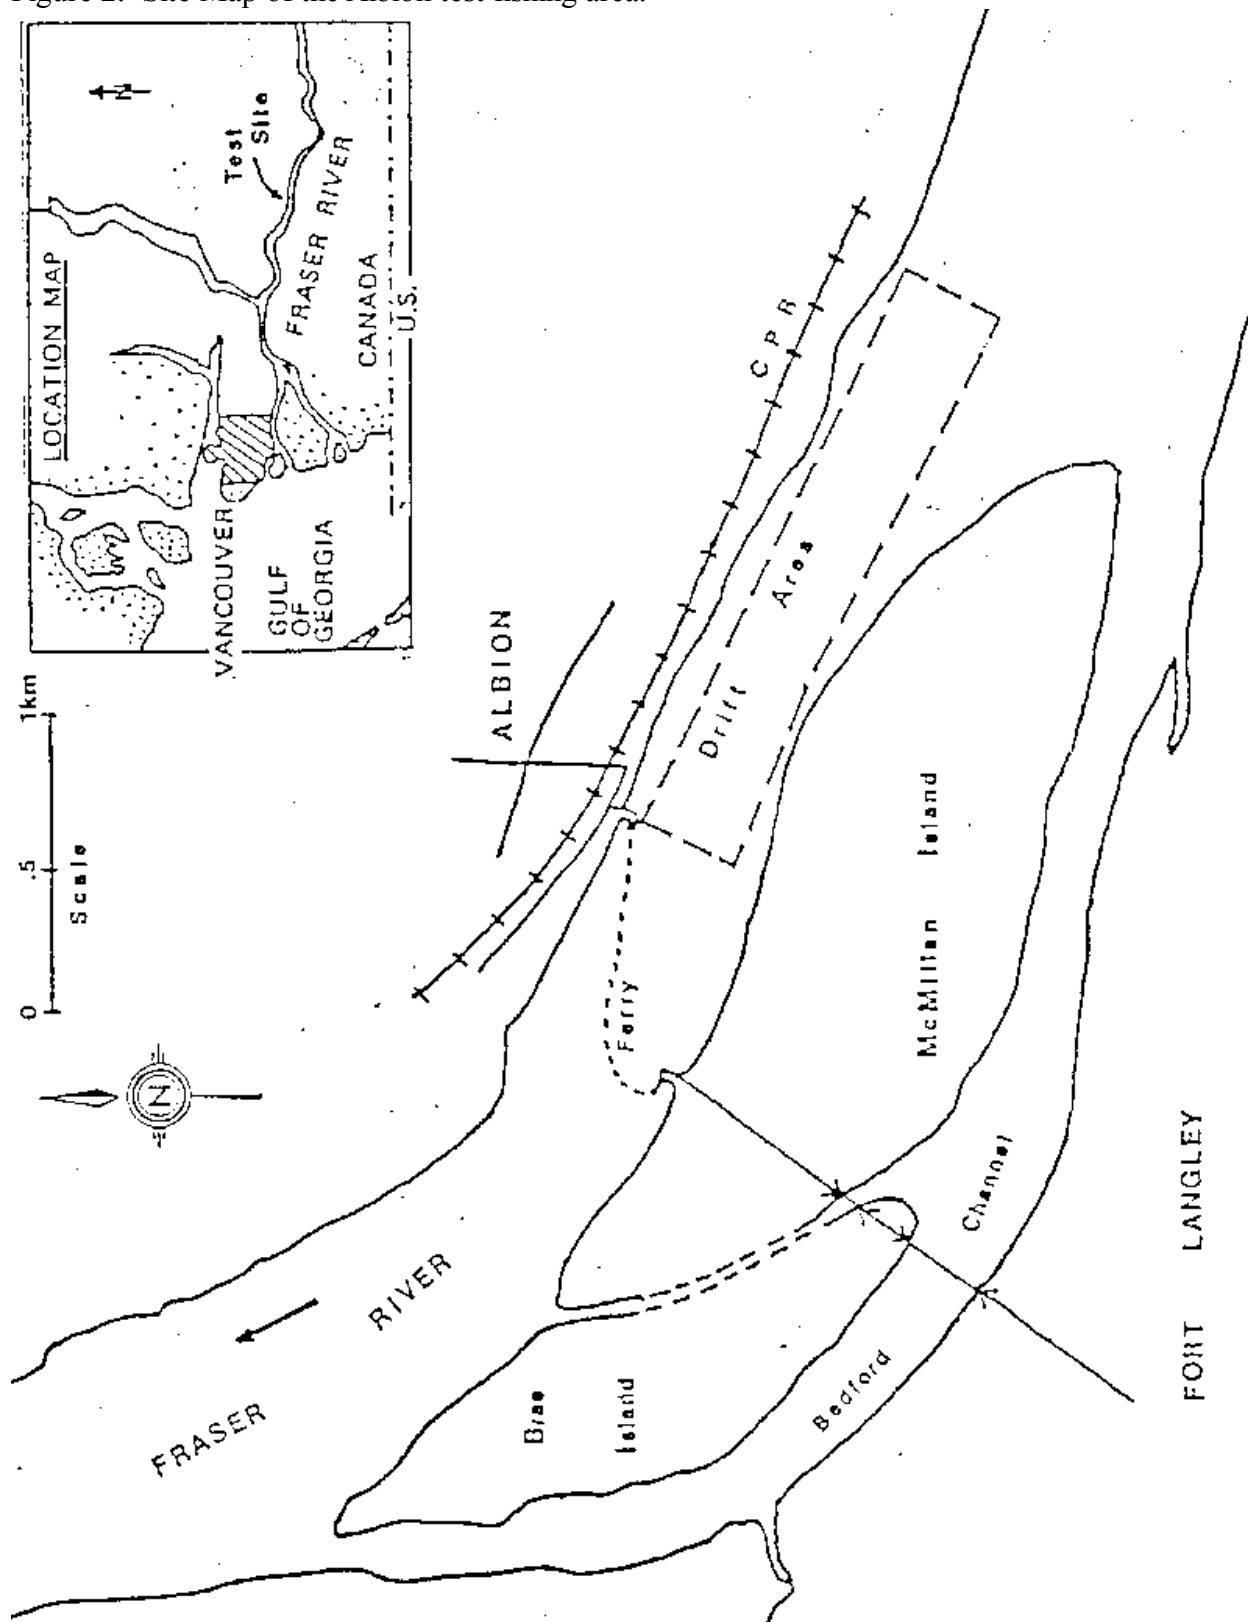 Figure 2. Site Map of the Albion test fishing area.
LOCATION MAP
N
Test
Site
FRASER RIVER
CANADA
U.S.
VANCOUVER
GULF
OF
GEORGIA
0
.5
1km
Scale
N
ALBION
C P R
Drift Area
Ferry
McMillan Island
FRASER RIVER
Brae
Island
Bedford Channel
FORT LANGLEY